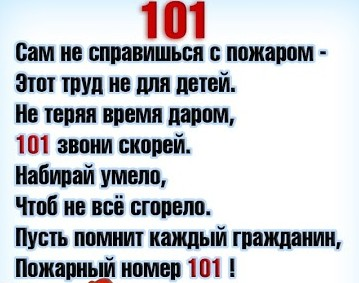 101
Сам не справишься с пожаром -
Этот труд не для детей.
Не теряя время даром,
101 звони скорей.
Набирай умело,
Чтоб не всё сгорело.
Пусть помнит каждый гражданин,
Пожарный номер 101 !